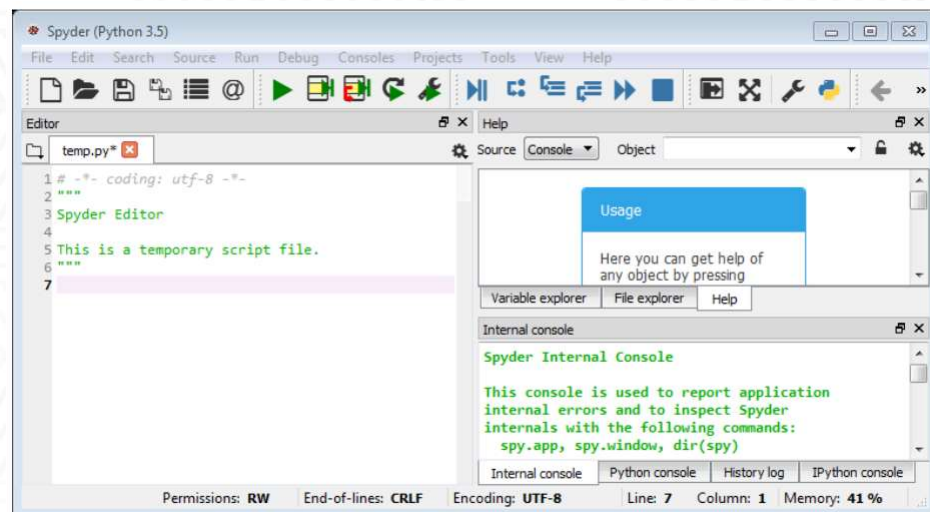 Spyder (Python 3.5)
File Edit Search Source Run Debug Consoles Projects Tools View Help
@ »
Editor
temp.py*
1 # -*- coding: utf-8 -*-
2 """
3 Spyder Editor
4
5 This is a temporary script file.
6 """
7
Help
Source Console Object
Usage
Here you can get help of
any object by pressing
Variable explorer File explorer Help
Internal console
Spyder Internal Console
This console is used to report application
internal errors and to inspect Spyder
internals with the following commands:
spy.app, spy.window, dir(spy)
Internal console Python console History log IPython console
Permissions: RW End-of-lines: CRLF Encoding: UTF-8 Line: 7 Column: 1 Memory: 41 %